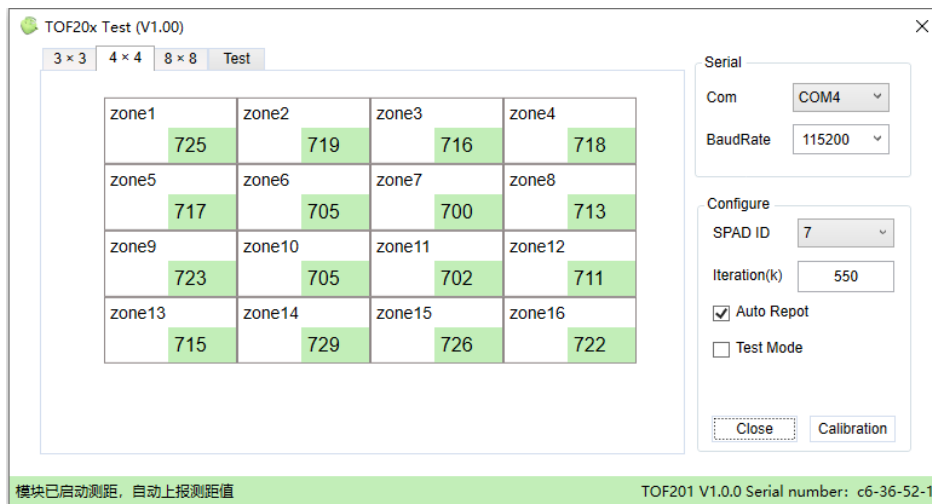 TOF20x Test (V1.00)
3 × 3 4 × 4 8 × 8 Test
zone1 zone2 zone3 zone4
725 719 716 718
zone5 zone6 zone7 zone8
717 705 700 713
zone9 zone10 zone11 zone12
723 705 702 711
zone13 zone14 zone15 zone16
715 729 726 722
Serial
Com COM4
BaudRate 115200
Configure
SPAD ID 7
Iteration(k) 550
Auto Repot
Test Mode
Close Calibration
模块已启动测距，自动上报测距值 TOF201 V1.0.0 Serial number: c6-36-52-1